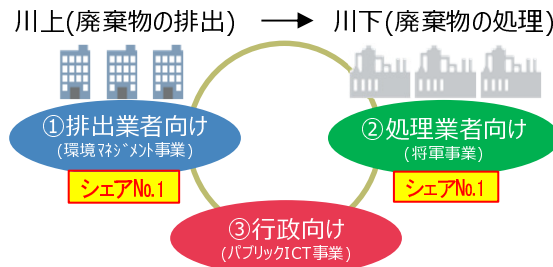 川上(廃棄物の排出) → 川下(廃棄物の処理)
①排出業者向け
(環境ﾏﾈｼﾞﾒﾝﾄ事業)
シェアNo.1
②処理業者向け
(将軍事業)
シェアNo.1
③行政向け
(パブリックICT事業)